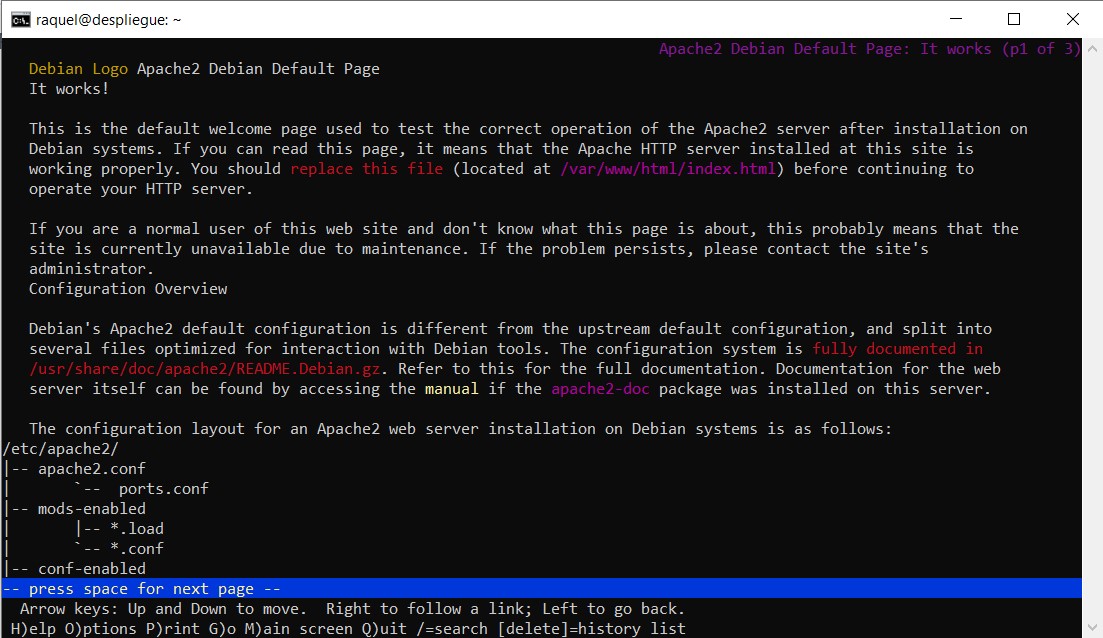 raquel@despliegue: ~
Apache2 Debian Default Page: It works (p1 of 3)
Debian Logo Apache2 Debian Default Page
It works!
This is the default welcome page used to test the correct operation of the Apache2 server after installation on
Debian systems. If you can read this page, it means that the Apache HTTP server installed at this site is
working properly. You should replace this file (located at /var/www/html/index.html) before continuing to
operate your HTTP server.
If you are a normal user of this web site and don't know what this page is about, this probably means that the
site is currently unavailable due to maintenance. If the problem persists, please contact the site's
administrator.
Configuration Overview
Debian's Apache2 default configuration is different from the upstream default configuration, and split into
several files optimized for interaction with Debian tools. The configuration system is fully documented in
/usr/share/doc/apache2/README.Debian.gz. Refer to this for the full documentation. Documentation for the web
server itself can be found by accessing the manual if the apache2-doc package was installed on this server.
The configuration layout for an Apache2 web server installation on Debian systems is as follows:
/etc/apache2/
|-- apache2.conf
|       `--  ports.conf
|-- mods-enabled
|       |-- *.load
|       `-- *.conf
|-- conf-enabled
-- press space for next page --
Arrow keys: Up and Down to move.  Right to follow a link; Left to go back.
H)elp O)ptions P)rint G)o M)ain screen Q)uit /=search [delete]=history list